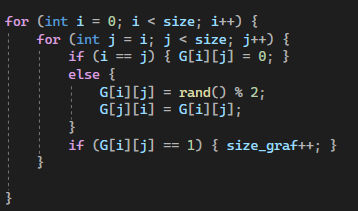 for (int i = 0; i < size; i++) {
    for (int j = i; j < size; j++) {
        if (i == j) { G[i][j] = 0; }
        else {
            G[i][j] = rand() % 2;
            G[j][i] = G[i][j];
        }
        if (G[i][j] == 1) { size_graf++; }
    }

}